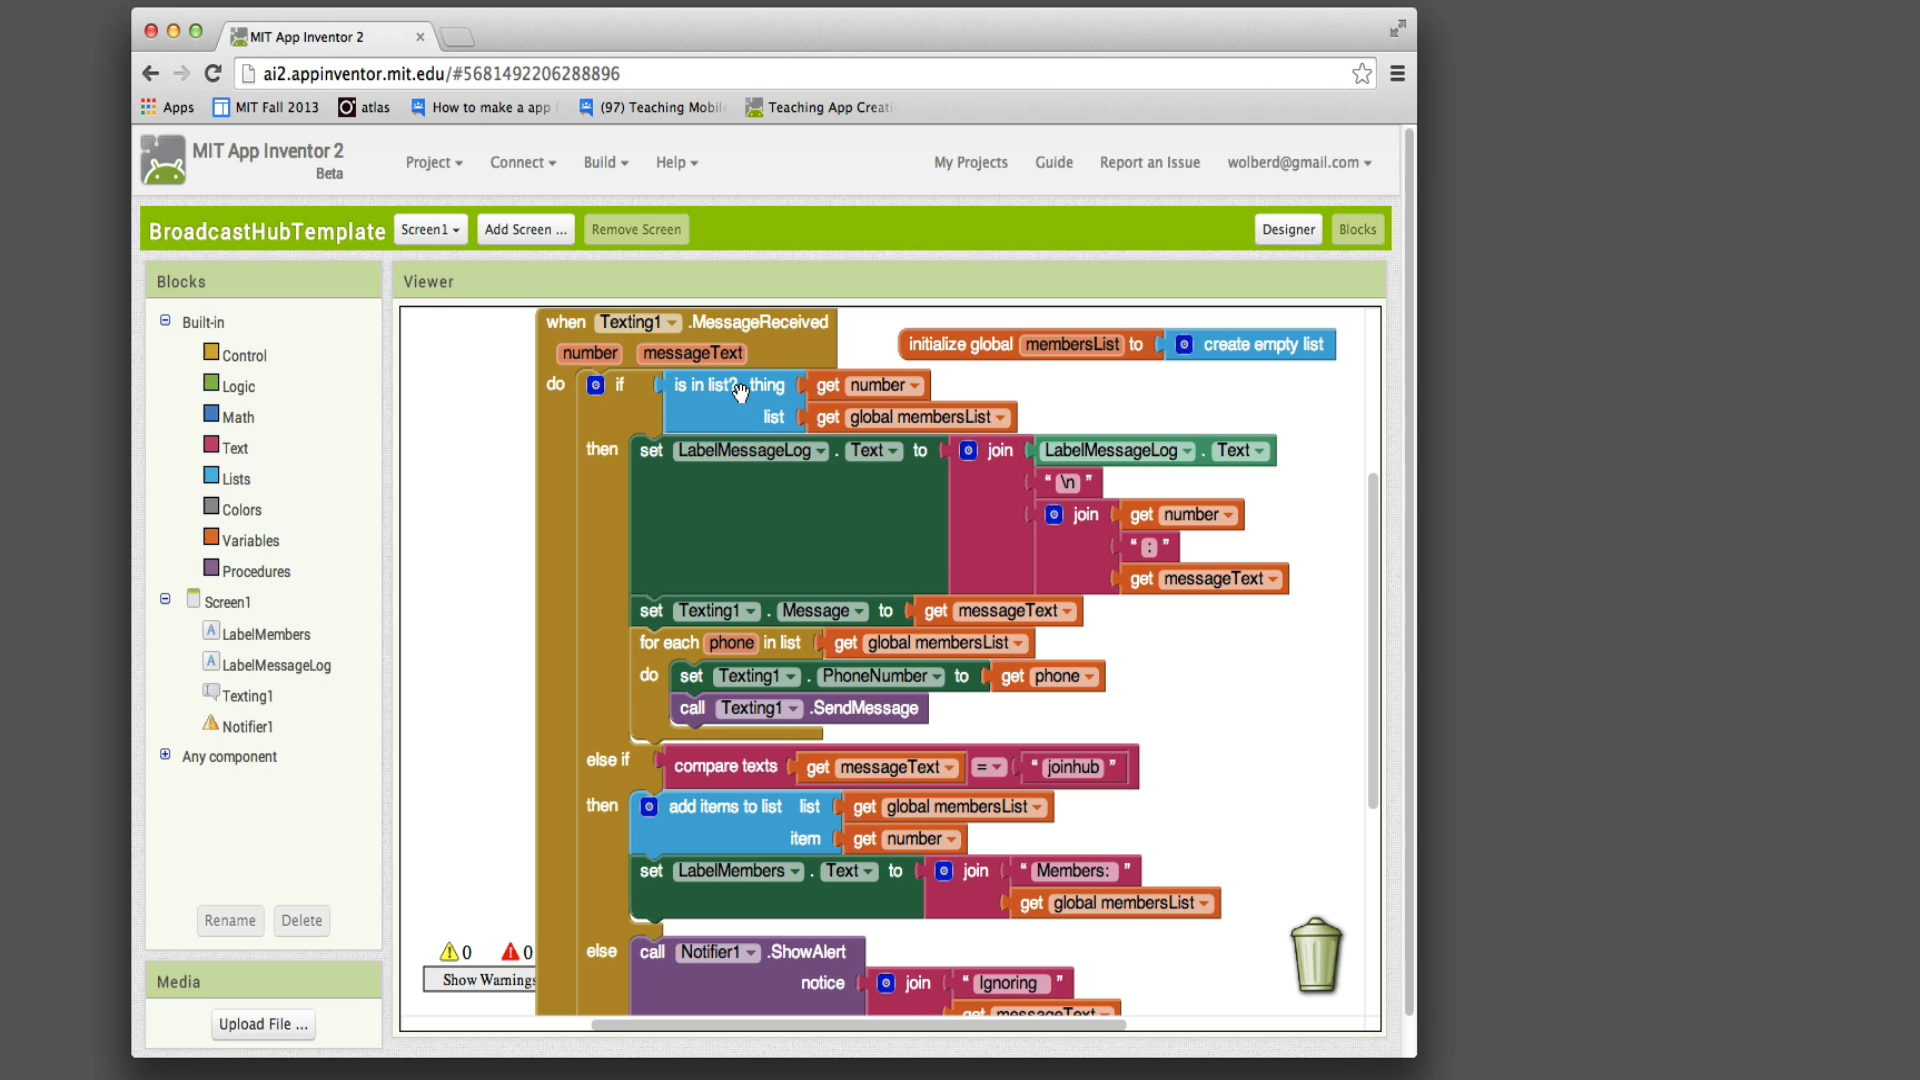 MIT App Inventor 2
ai2.appinventor.mit.edu/#5681492206288896
Apps MIT Fall 2013 atlas How to make a app (97) Teaching Mobil Teaching App Creati
MIT App Inventor 2
Beta
Project Connect Build Help My Projects Guide Report an Issue wolberd@gmail.com
BroadcastHubTemplate Screen1 Add Screen ... Remove Screen Designer Blocks
Blocks
Built-in
Control
Logic
Math
Text
Lists
Colors
Variables
Procedures
Screen1
LabelMembers
LabelMessageLog
Texting1
Notifier1
Any component
Rename Delete
Media
Upload File ...
Viewer
when Texting1 .MessageReceived
number messageText
initialize global membersList to create empty list
do if is in list? thing get number
list get global membersList
then set LabelMessageLog . Text to join LabelMessageLog . Text
" \n "
join get number
" : "
get messageText
set Texting1 . Message to get messageText
for each phone in list get global membersList
do set Texting1 . PhoneNumber to get phone
call Texting1 .SendMessage
else if compare texts get messageText = " joinhub "
then add items to list list get global membersList
item get number
set LabelMembers . Text to join " Members: "
get global membersList
else call Notifier1 .ShowAlert
notice join " Ignoring "
get messageText
0 0
Show Warnings